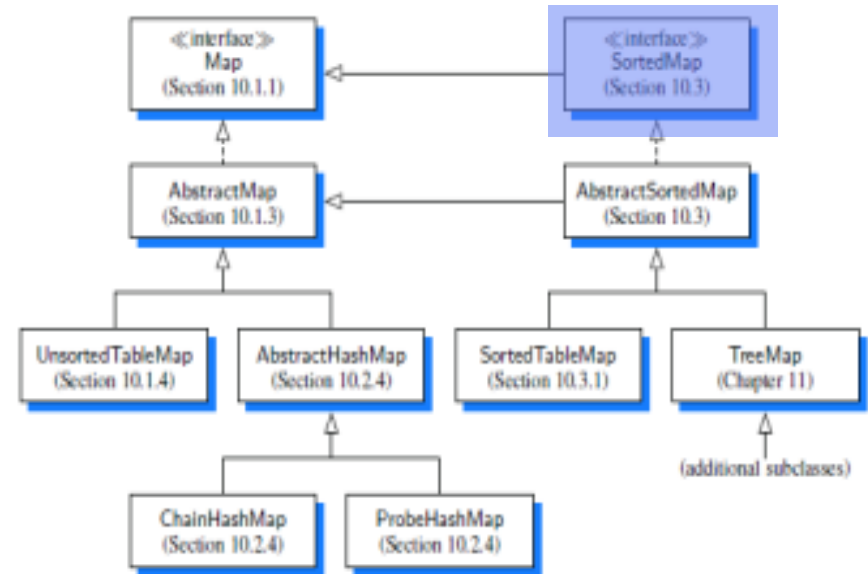 ≪interface≫
Map
(Section 10.1.1)
≪interface≫
SortedMap
(Section 10.3)
AbstractMap
(Section 10.1.3)
AbstractSortedMap
(Section 10.3)
UnsortedTableMap
(Section 10.1.4)
AbstractHashMap
(Section 10.2.4)
SortedTableMap
(Section 10.3.1)
TreeMap
(Chapter 11)
(additional subclasses)
ChainHashMap
(Section 10.2.4)
ProbeHashMap
(Section 10.2.4)